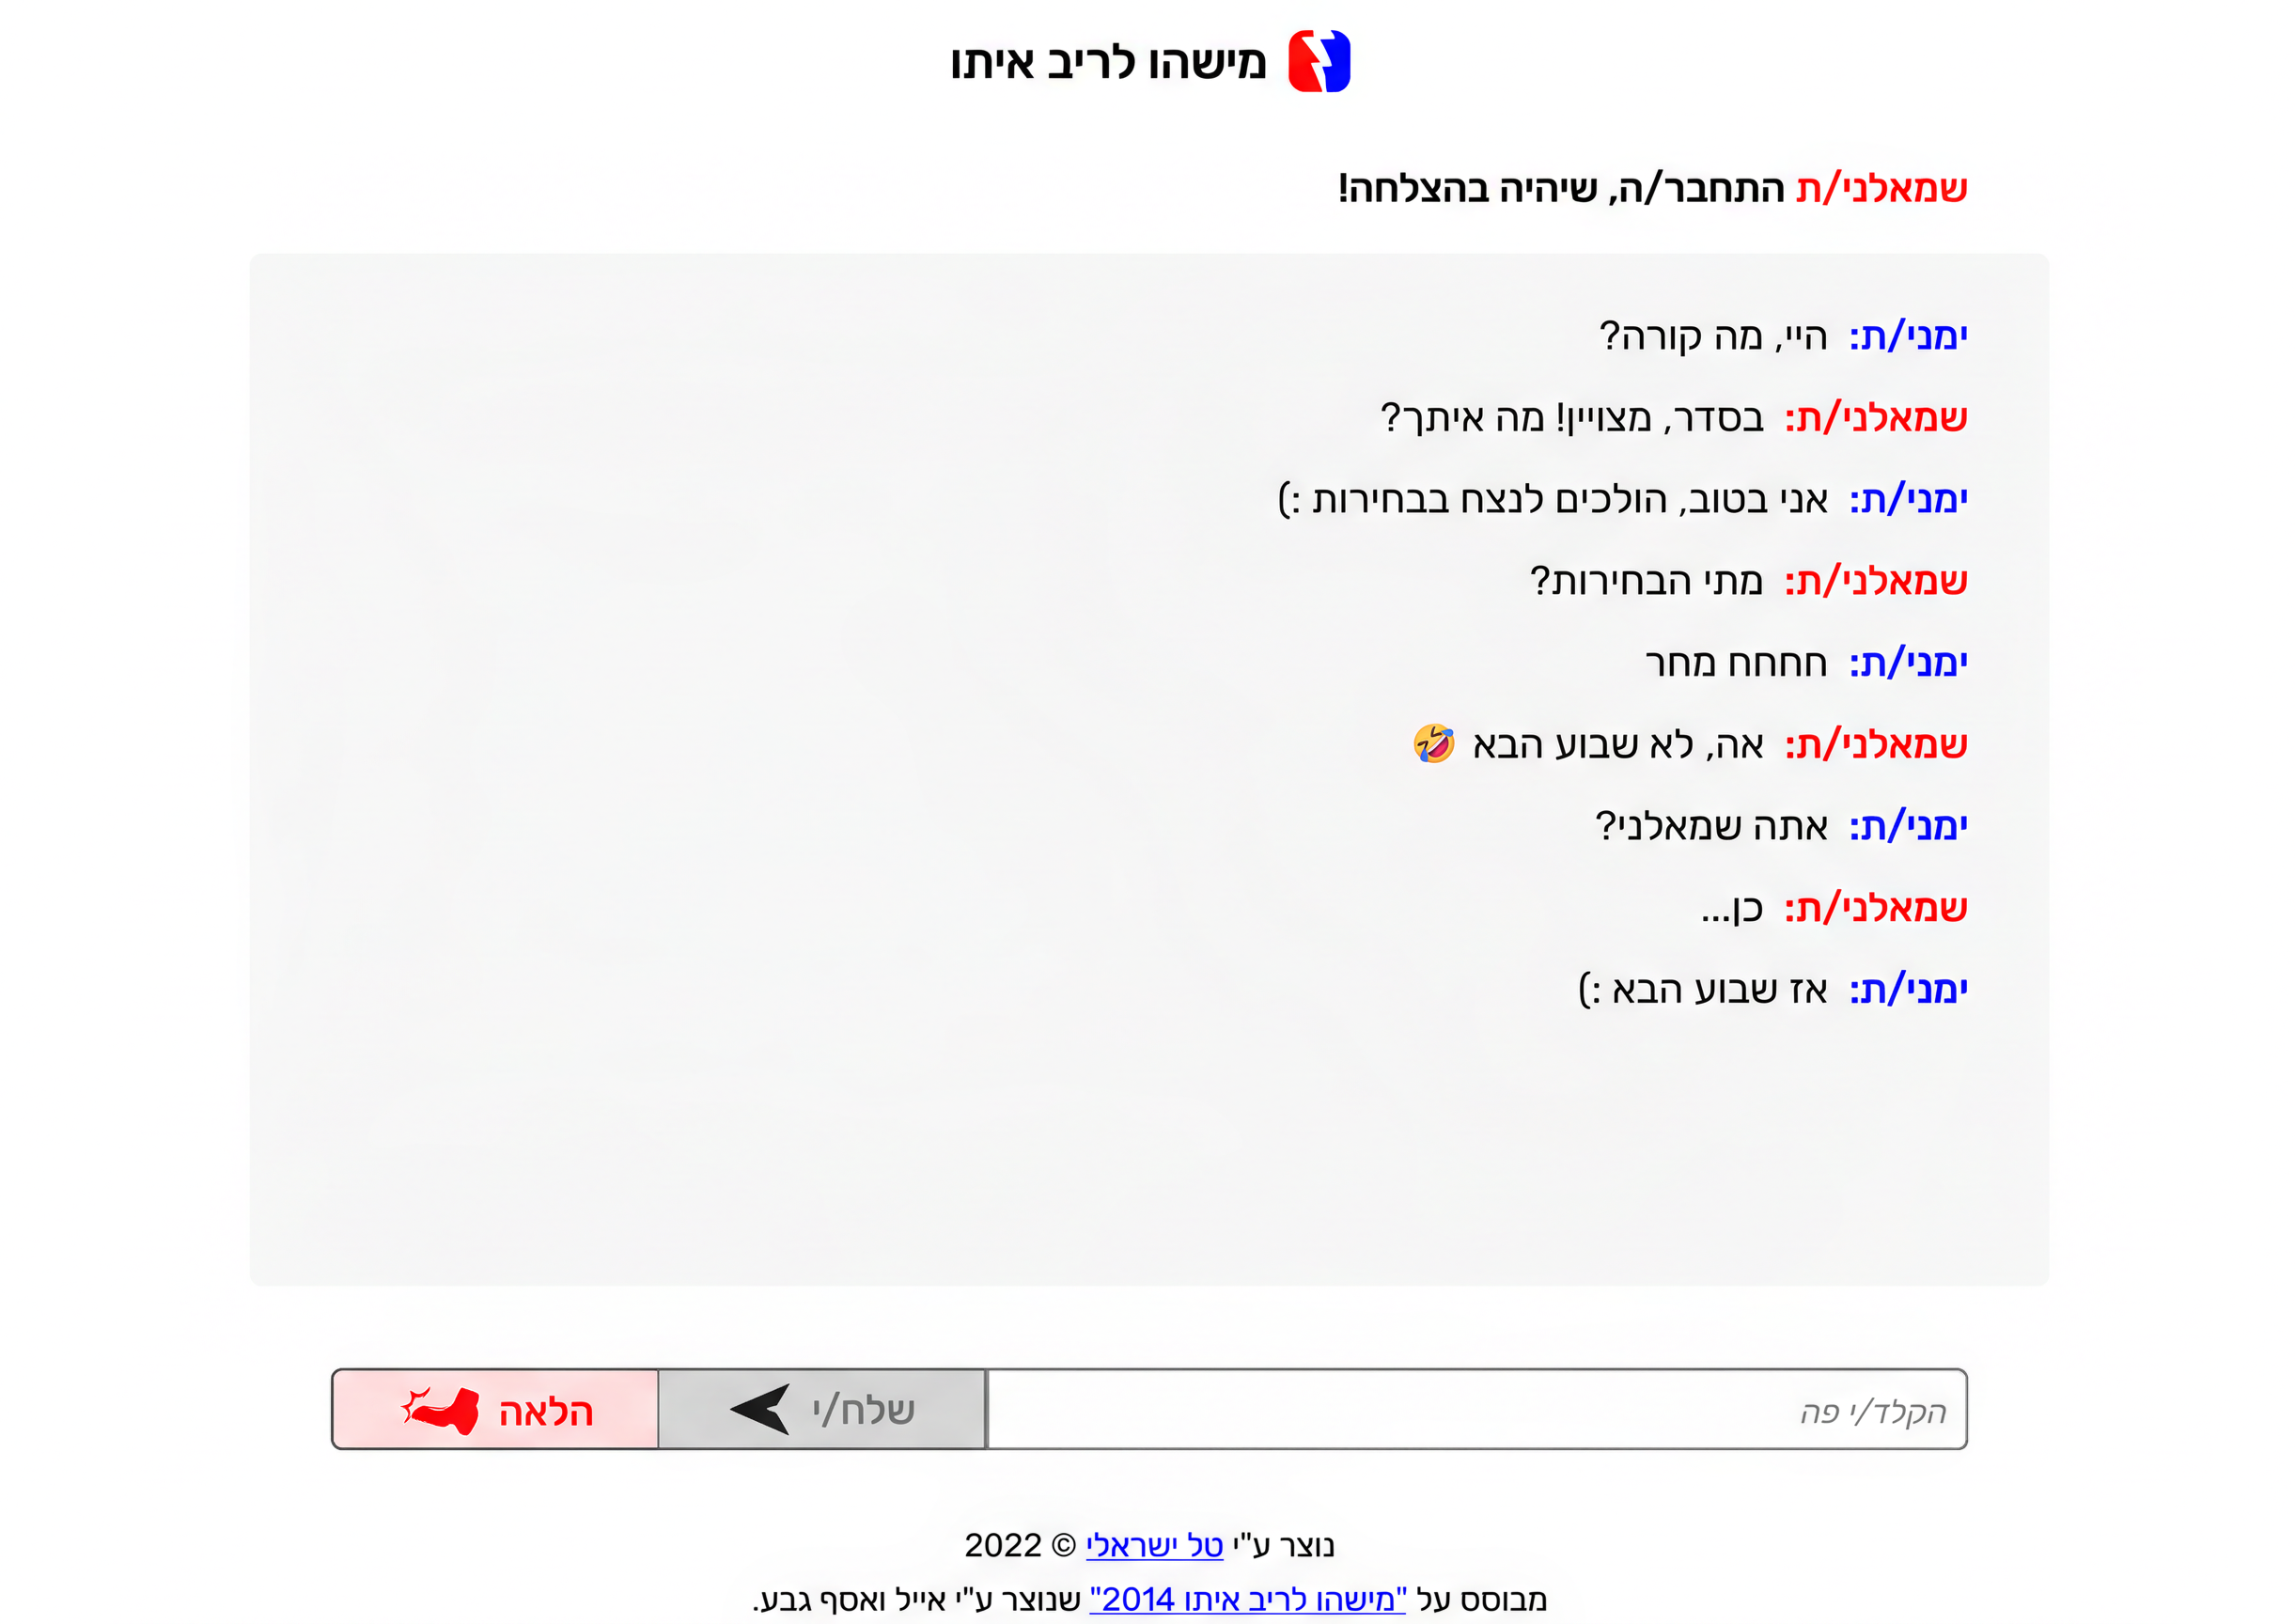 מישהו לריב איתו
שמאלני/ת התחבר/ה, שיהיה בהצלחה!
ימני/ת: היי, מה קורה?
שמאלני/ת: בסדר, מצויין! מה איתך?
ימני/ת: אני בטוב, הולכים לנצח בבחירות :)
שמאלני/ת: מתי הבחירות?
ימני/ת: חחחח מחר
שמאלני/ת: אה, לא שבוע הבא 🤣
ימני/ת: אתה שמאלני?
שמאלני/ת: כן...
ימני/ת: אז שבוע הבא :)
הקלד/י פה
שלח/י
הלאה
נוצר ע"י טל ישראלי © 2022
מבוסס על "מישהו לריב איתו 2014" שנוצר ע"י אייל ואסף גבע.